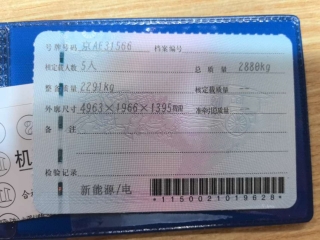 号牌号码 京AF31566 档案编号
核定载人数 5人 总质量 2880kg
整备质量 2291kg 核定载质量
外廓尺寸 4963×1966×1395mm 准牵引总质量
备注
检验记录
新能源/电
*1150021019629*
机